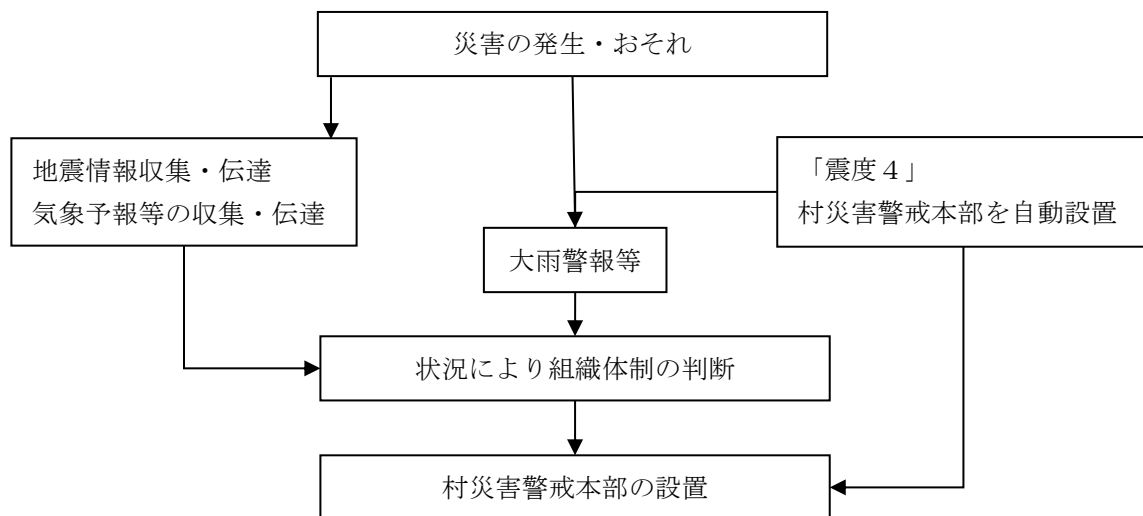 災害の発生・おそれ
地震情報収集・伝達
気象予報等の収集・伝達
「震度４」
村災害警戒本部を自動設置
大雨警報等
状況により組織体制の判断
村災害警戒本部の設置